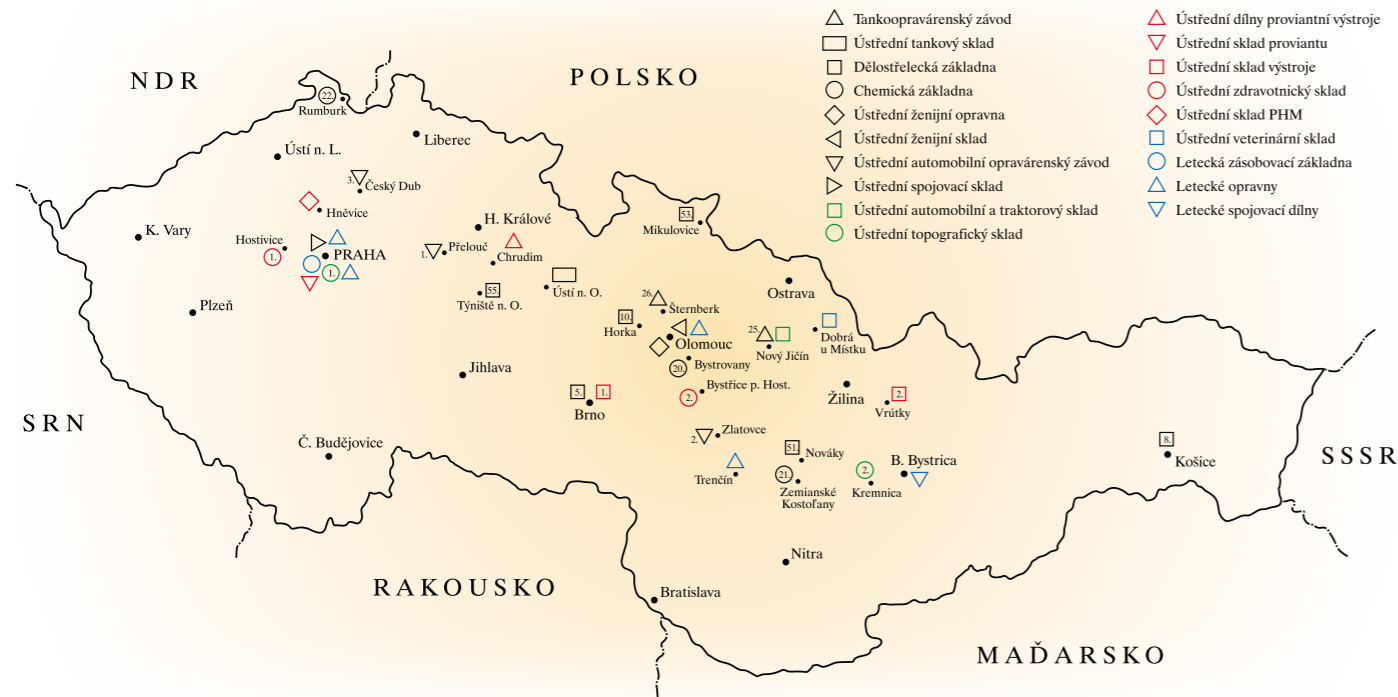 Tankoopravárenský závod
Ústřední tankový sklad
Dělostřelecká základna
Chemická základna
Ústřední ženijní opravna
Ústřední ženijní sklad
Ústřední automobilní opravárenský závod
Ústřední spojovací sklad
Ústřední automobilní a traktorový sklad
Ústřední topografický sklad
Ústřední dílny proviantní výstroje
Ústřední sklad proviantu
Ústřední sklad výstroje
Ústřední zdravotnický sklad
Ústřední sklad PHM
Ústřední veterinární sklad
Letecká zásobovací základna
Letecké opravny
Letecké spojovací dílny
NDR
POLSKO
22.
Rumburk
Liberec
Ústí n. L.
3.
Český Dub
Hněvice
K. Vary
H. Králové
53.
Mikulovice
Hostivice
1.
PRAHA
1.
1.
Přelouč
Chrudim
Plzeň
55.
Týniště n. O.
Ústí n. O.
Ostrava
26.
Šternberk
10.
Horka
Olomouc
25.
Nový Jičín
Dobrá
u Místku
20.
Bystrovany
Jihlava
5.
1.
Brno
2.
Bystřice p. Host.
Žilina
2.
Vrútky
SRN
Č. Budějovice
2.
Zlatovce
51.
Nováky
8.
Košice
SSSR
Trenčín
21.
Zemianské
Kostoľany
2.
Kremnica
B. Bystrica
Nitra
RAKOUSKO
Bratislava
MAĎARSKO